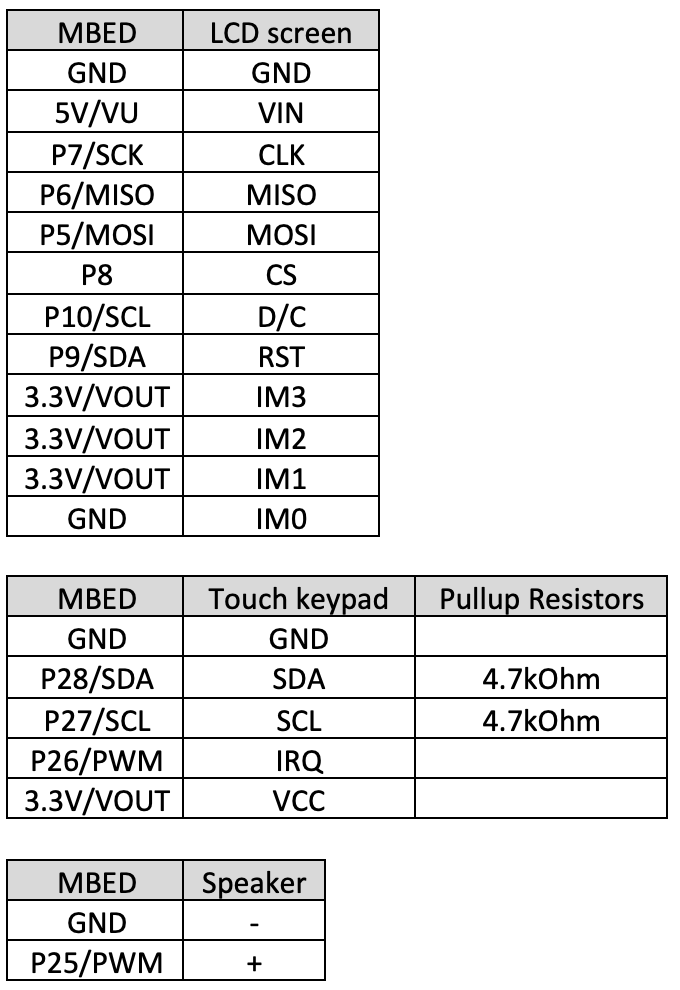 MBED LCD screen
GND GND
5V/VU VIN
P7/SCK CLK
P6/MISO MISO
P5/MOSI MOSI
P8 CS
P10/SCL D/C
P9/SDA RST
3.3V/VOUT IM3
3.3V/VOUT IM2
3.3V/VOUT IM1
GND IM0
MBED Touch keypad Pullup Resistors
GND GND
P28/SDA SDA 4.7kOhm
P27/SCL SCL 4.7kOhm
P26/PWM IRQ
3.3V/VOUT VCC
MBED Speaker
GND -
P25/PWM +